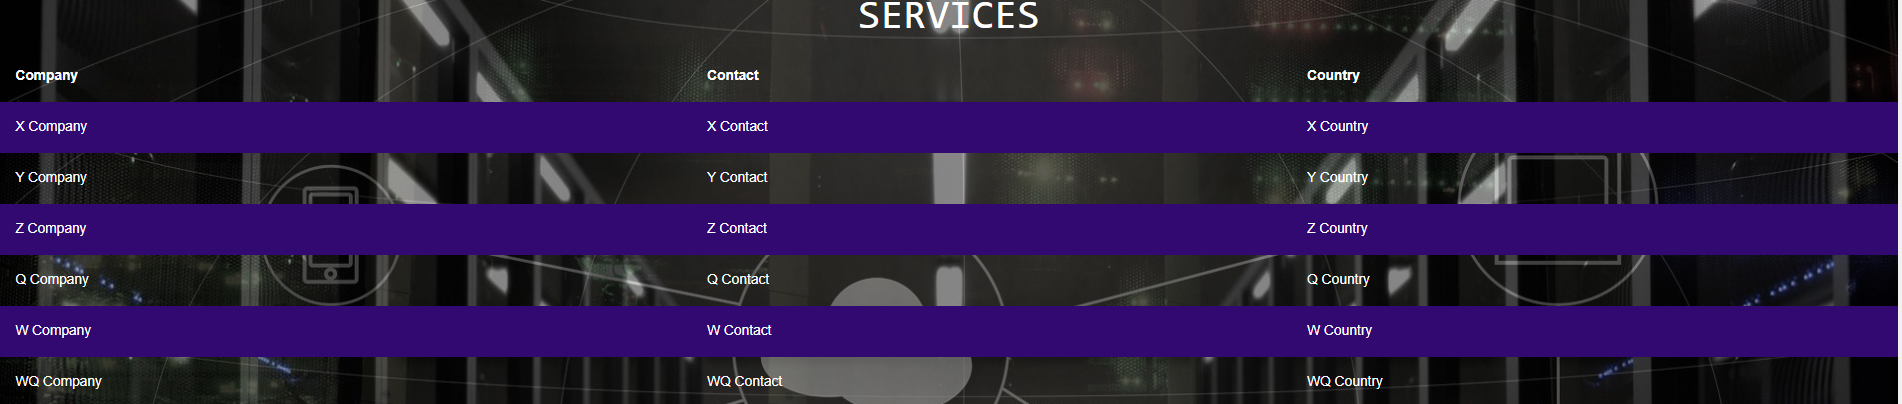 SERVICES
Company Contact Country
X Company X Contact X Country
Y Company Y Contact Y Country
Z Company Z Contact Z Country
Q Company Q Contact Q Country
W Company W Contact W Country
WQ Company WQ Contact WQ Country